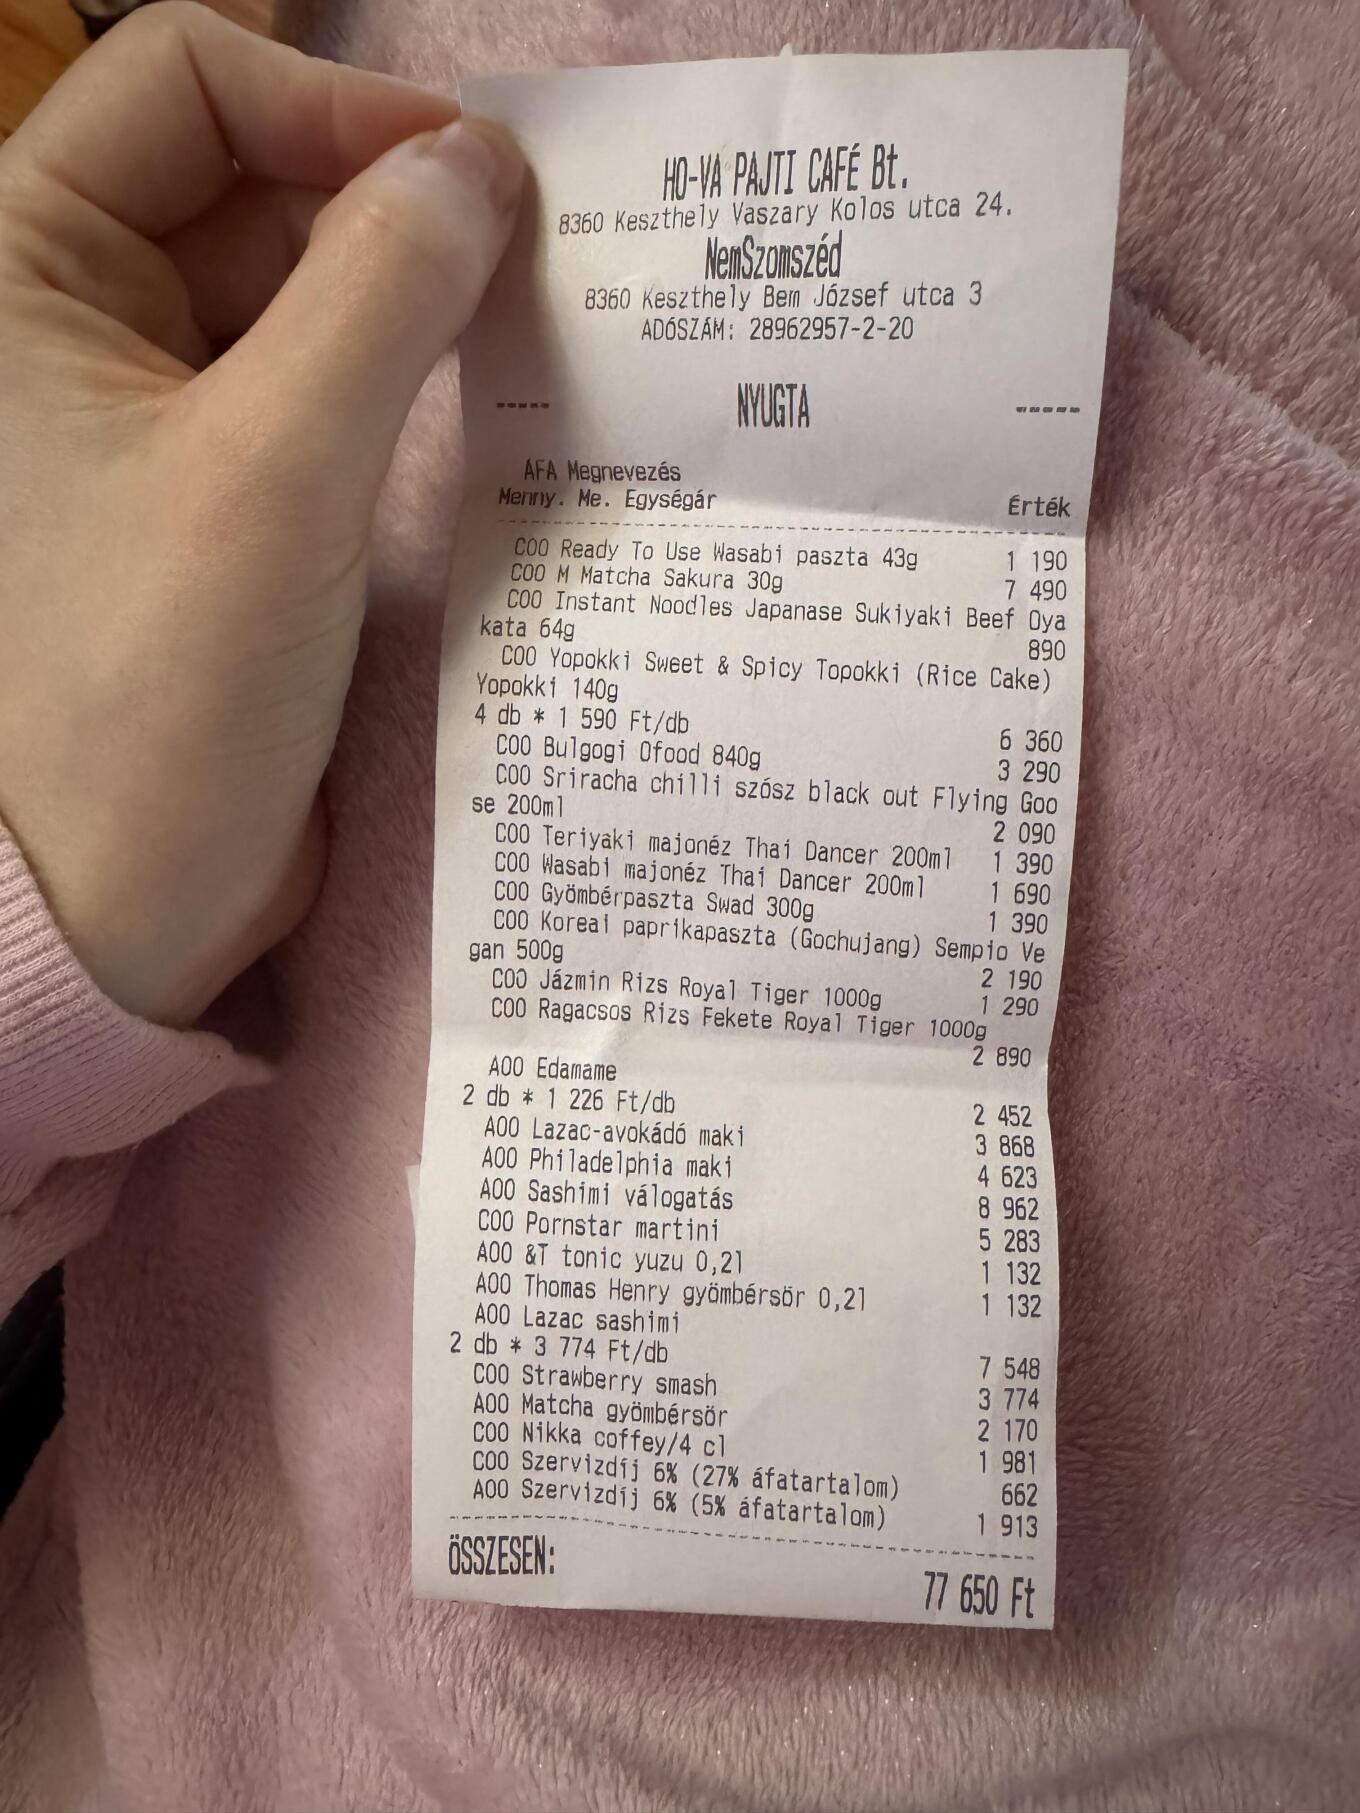 HO-VA PAJTI CAFÉ Bt.
8360 Keszthely Vaszary Kolos utca 24.
NemSzomszéd
8360 Keszthely Bem József utca 3
ADÓSZÁM: 28962957-2-20
----- NYUGTA -----
ÁFA Megnevezés
Menny. Me. Egységár Érték
C00 Ready To Use Wasabi paszta 43g 1 190
C00 M Matcha Sakura 30g 7 490
C00 Instant Noodles Japanase Sukiyaki Beef Oya
kata 64g 890
C00 Yopokki Sweet & Spicy Topokki (Rice Cake)
Yopokki 140g
4 db * 1 590 Ft/db 6 360
C00 Bulgogi Ofood 840g 3 290
C00 Sriracha chilli szósz black out Flying Goo
se 200ml 2 090
C00 Teriyaki majonéz Thai Dancer 200ml 1 390
C00 Wasabi majonéz Thai Dancer 200ml 1 690
C00 Gyömbérpaszta Swad 300g 1 390
C00 Koreai paprikapaszta (Gochujang) Sempio Ve
gan 500g 2 190
C00 Jázmin Rizs Royal Tiger 1000g 1 290
C00 Ragacsos Rizs Fekete Royal Tiger 1000g
2 890
A00 Edamame
2 db * 1 226 Ft/db 2 452
A00 Lazac-avokádó maki 3 868
A00 Philadelphia maki 4 623
A00 Sashimi válogatás 8 962
C00 Pornstar martini 5 283
A00 &T tonic yuzu 0,2l 1 132
A00 Thomas Henry gyömbérsör 0,2l 1 132
A00 Lazac sashimi
2 db * 3 774 Ft/db 7 548
C00 Strawberry smash 3 774
A00 Matcha gyömbérsör 2 170
C00 Nikka coffey/4 cl 1 981
C00 Szervizdíj 6% (27% áfatartalom) 662
A00 Szervizdíj 6% (5% áfatartalom) 1 913
ÖSSZESEN: 77 650 Ft